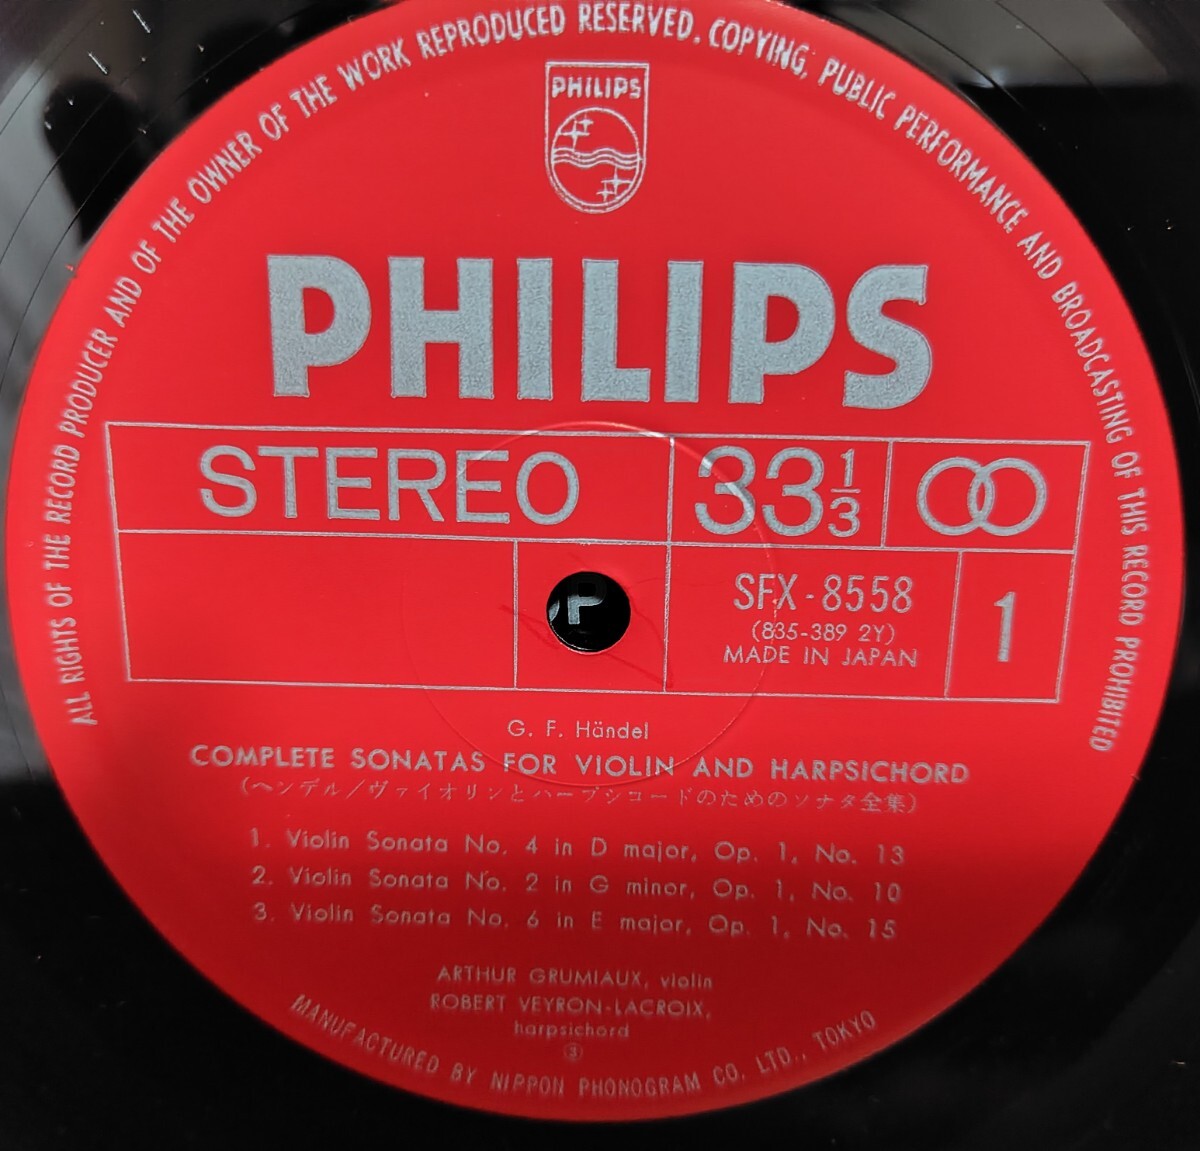 ALL RIGHTS OF THE RECORD PRODUCER AND OF THE OWNER OF THE WORK REPRODUCED RESERVED. COPYING, PUBLIC PERFORMANCE AND BROADCASTING OF THIS RECORD PROHIBITED
PHILIPS
PHILIPS
STEREO 33 1/3
P
SFX-8558
(835-389 2Y)
MADE IN JAPAN
1
G. F. Händel
COMPLETE SONATAS FOR VIOLIN AND HARPSICHORD
(ヘンデル/ヴァイオリンとハープシコードのためのソナタ全集)
1. Violin Sonata No. 4 in D major, Op. 1, No. 13
2. Violin Sonata No. 2 in G minor, Op. 1, No. 10
3. Violin Sonata No. 6 in E major, Op. 1, No. 15
ARTHUR GRUMIAUX, violin
ROBERT VEYRON-LACROIX,
harpsichord
③
MANUFACTURED BY NIPPON PHONOGRAM CO. LTD., TOKYO